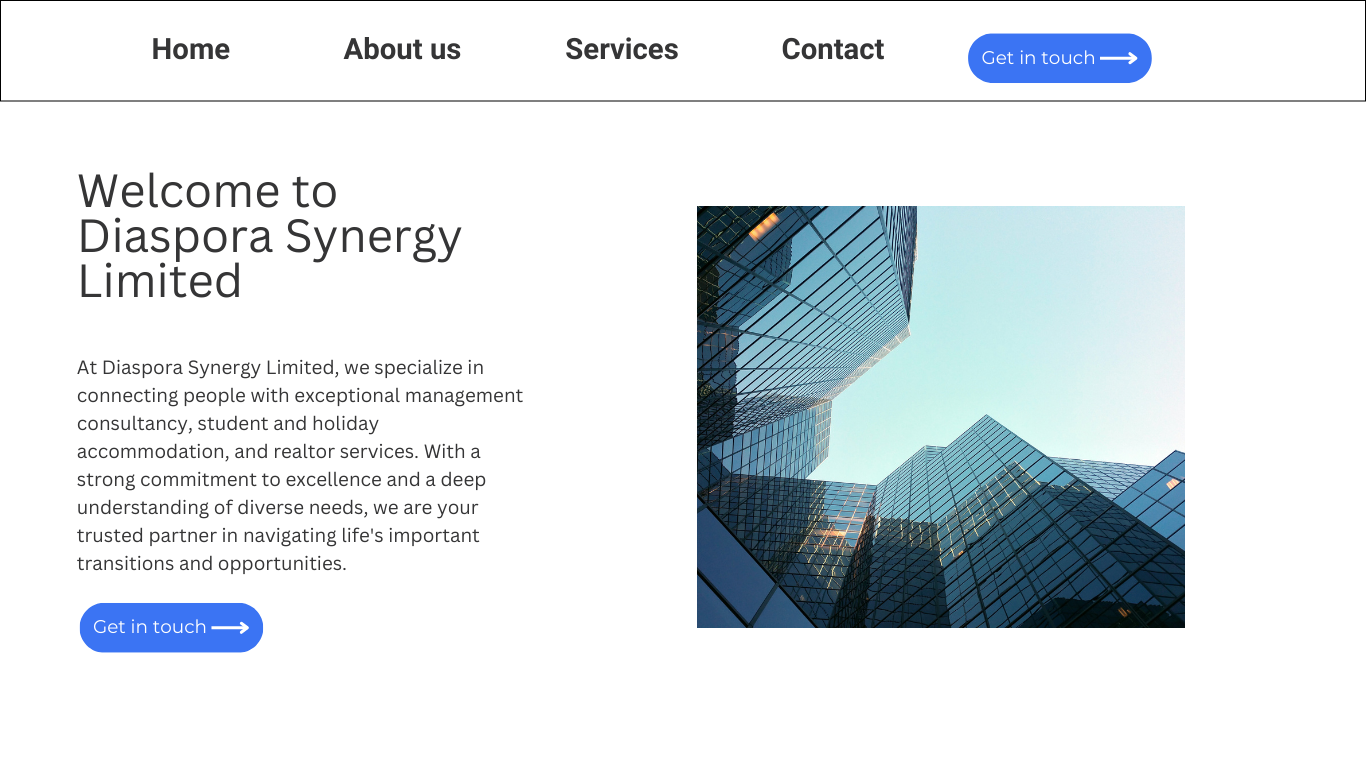 Home
About us
Services
Contact
Get in touch
Welcome to
Diaspora Synergy
Limited
At Diaspora Synergy Limited, we specialize in
connecting people with exceptional management
consultancy, student and holiday
accommodation, and realtor services. With a
strong commitment to excellence and a deep
understanding of diverse needs, we are your
trusted partner in navigating life's important
transitions and opportunities.
Get in touch